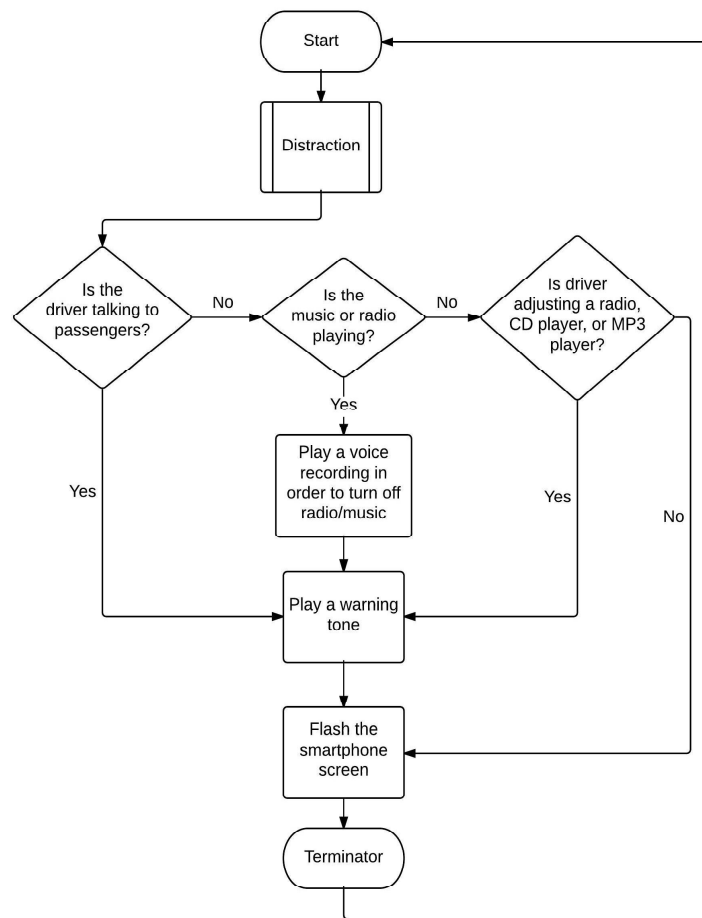 Start
Distraction
Is the
driver talking to
passengers?
No
Is the
music or radio
playing?
No
Is driver
adjusting a radio,
CD player, or MP3
player?
Yes
Play a voice
recording in
order to turn off
radio/music
Yes
Yes
No
Play a warning
tone
Flash the
smartphone
screen
Terminator